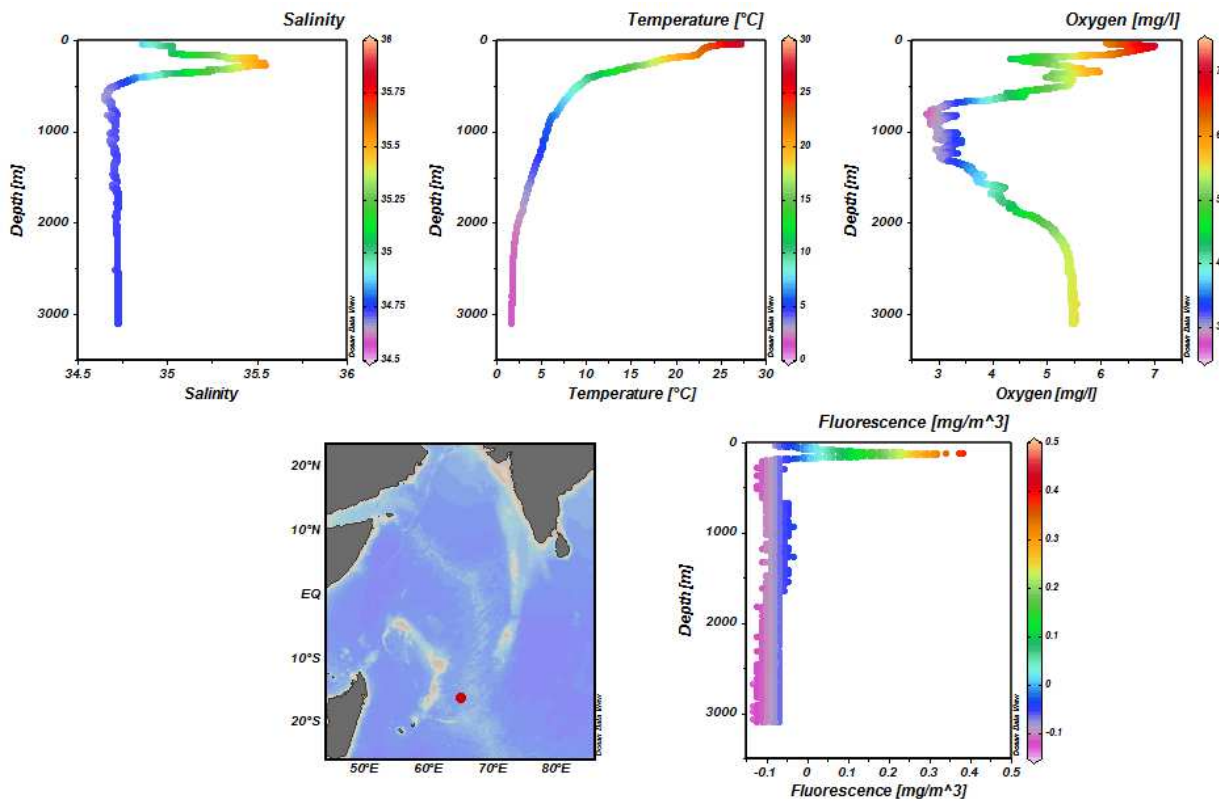 Salinity
0
1000
2000
3000
Depth [m]
34.5
35
35.5
36
Salinity
36
35.75
35.5
35.25
35
34.75
34.5
Ocean Data View
Temperature [°C]
0
1000
2000
3000
Depth [m]
0
5
10
15
20
25
30
Temperature [°C]
30
25
20
15
10
5
0
Ocean Data View
Oxygen [mg/l]
0
1000
2000
3000
Depth [m]
3
4
5
6
7
Oxygen [mg/l]
Ocean Data View
20°N
10°N
EQ
10°S
20°S
50°E
60°E
70°E
80°E
Ocean Data View
Fluorescence [mg/m^3]
0
1000
2000
3000
Depth [m]
-0.1
0
0.1
0.2
0.3
0.4
0.5
Fluorescence [mg/m^3]
0.5
0.4
0.3
0.2
0.1
0
-0.1
Ocean Data View